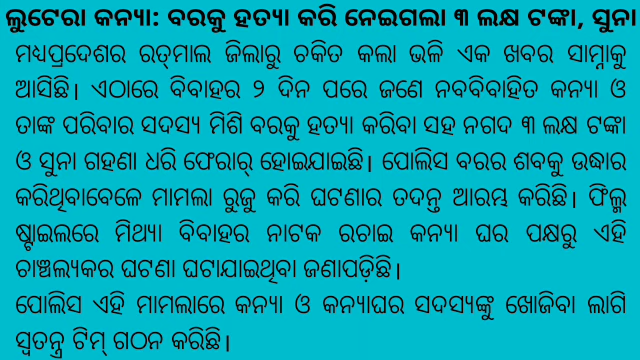 ଲୁଟେରା କନ୍ୟା: ବରକୁ ହତ୍ୟା କରି ନେଇଗଲା ୩ ଲକ୍ଷ ଟଙ୍କା, ସୁନା
ମଧ୍ୟପ୍ରଦେଶର ରତ୍‌ମାଲ ଜିଲାରୁ ଚକିତ କଲା ଭଳି ଏକ ଖବର ସାମ୍ନାକୁ
ଆସିଛି। ଏଠାରେ ବିବାହର ୨ ଦିନ ପରେ ଜଣେ ନବବିବାହିତ କନ୍ୟା ଓ
ତାଙ୍କ ପରିବାର ସଦସ୍ୟ ମିଶି ବରକୁ ହତ୍ୟା କରିବା ସହ ନଗଦ ୩ ଲକ୍ଷ ଟଙ୍କା
ଓ ସୁନା ଗହଣା ଧରି ଫେରାର୍ ହୋଇଯାଇଛି। ପୋଲିସ ବରର ଶବକୁ ଉଦ୍ଧାର
କରିଥିବାବେଳେ ମାମଲା ରୁଜୁ କରି ଘଟଣାର ତଦନ୍ତ ଆରମ୍ଭ କରିଛି। ଫିଲ୍ମ
ଷ୍ଟାଇଲରେ ମିଥ୍ୟା ବିବାହର ନାଟକ ରଚାଇ କନ୍ୟା ଘର ପକ୍ଷରୁ ଏହି
ଚାଞ୍ଚଲ୍ୟକର ଘଟଣା ଘଟାଯାଇଥିବା ଜଣାପଡ଼ିଛି।
ପୋଲିସ ଏହି ମାମଲାରେ କନ୍ୟା ଓ କନ୍ୟାଘର ସଦସ୍ୟଙ୍କୁ ଖୋଜିବା ଲାଗି
ସ୍ୱତନ୍ତ୍ର ଟିମ୍ ଗଠନ କରିଛି।